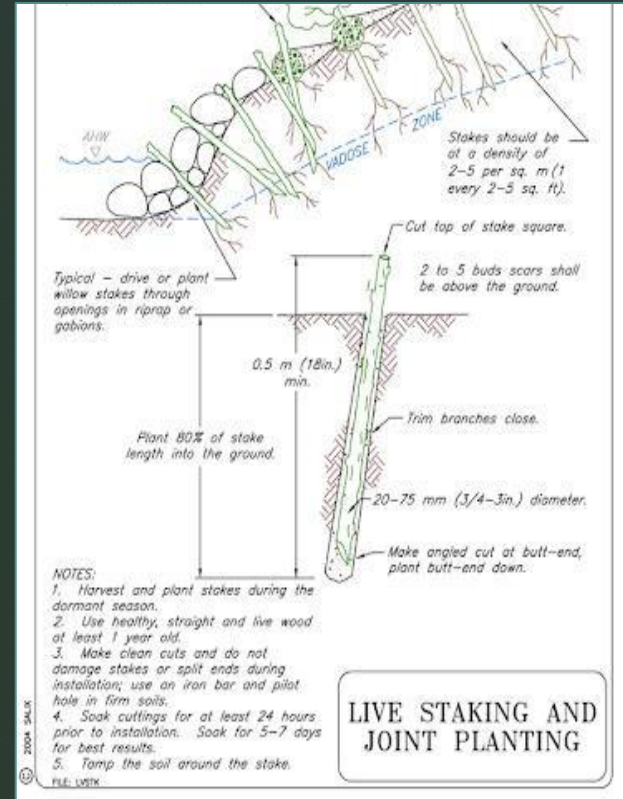 AHW
VADOSE ZONE
Stakes should be
at a density of
2-5 per sq. m (1
every 2-5 sq. ft).
Cut top of stake square.
2 to 5 buds scars shall
be above the ground.
Typical - drive or plant
willow stakes through
openings in riprap or
gabions.
0.5 m (18in.)
min.
Trim branches close.
Plant 80% of stake
length into the ground.
20-75 mm (3/4-3in.) diameter.
Make angled cut at butt-end,
plant butt-end down.
NOTES:
1. Harvest and plant stakes during the
dormant season.
2. Use healthy, straight and live wood
at least 1 year old.
3. Make clean cuts and do not
damage stakes or split ends during
installation; use an iron bar and pilot
hole in firm soils.
4. Soak cuttings for at least 24 hours
prior to installation. Soak for 5-7 days
for best results.
5. Tamp the soil around the stake.
FILE: LVSTK
© 2004 SALIX
LIVE STAKING AND
JOINT PLANTING